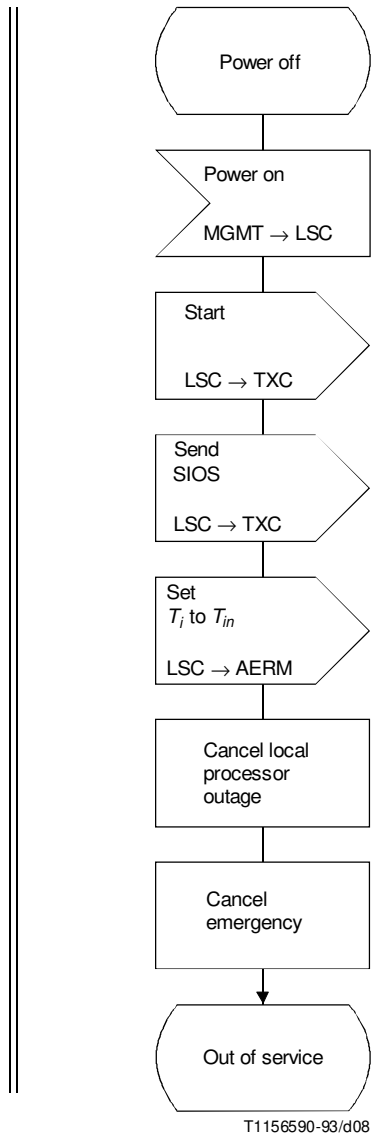 Power off
Power on
MGMT → LSC
Start
LSC → TXC
Send
SIOS
LSC → TXC
Set
Ti to Tin
LSC → AERM
Cancel local
processor
outage
Cancel
emergency
Out of service
T1156590-93/d08